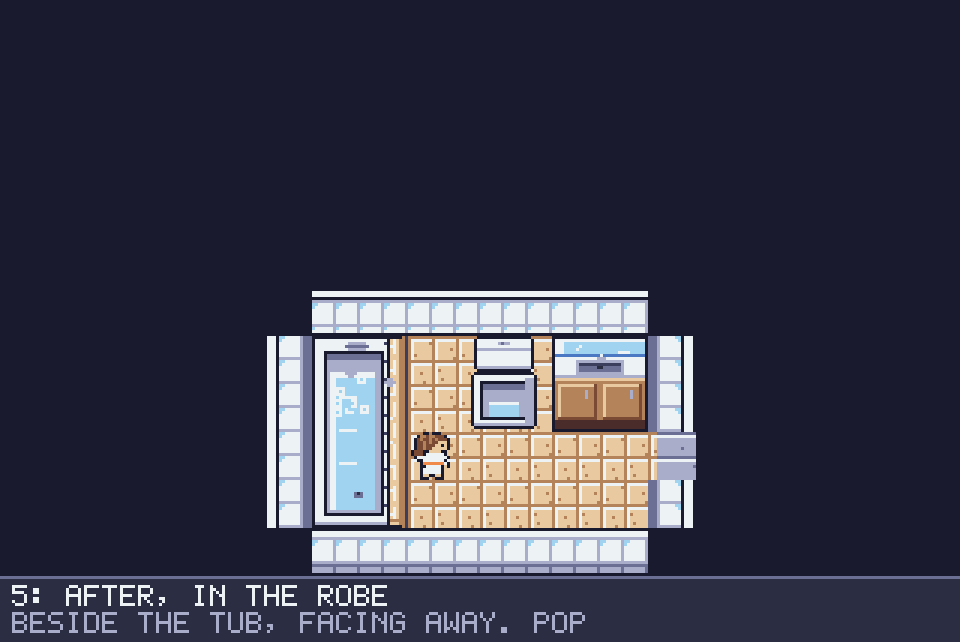 5: AFTER, IN THE ROBE
BESIDE THE TUB, FACING AWAY. POP